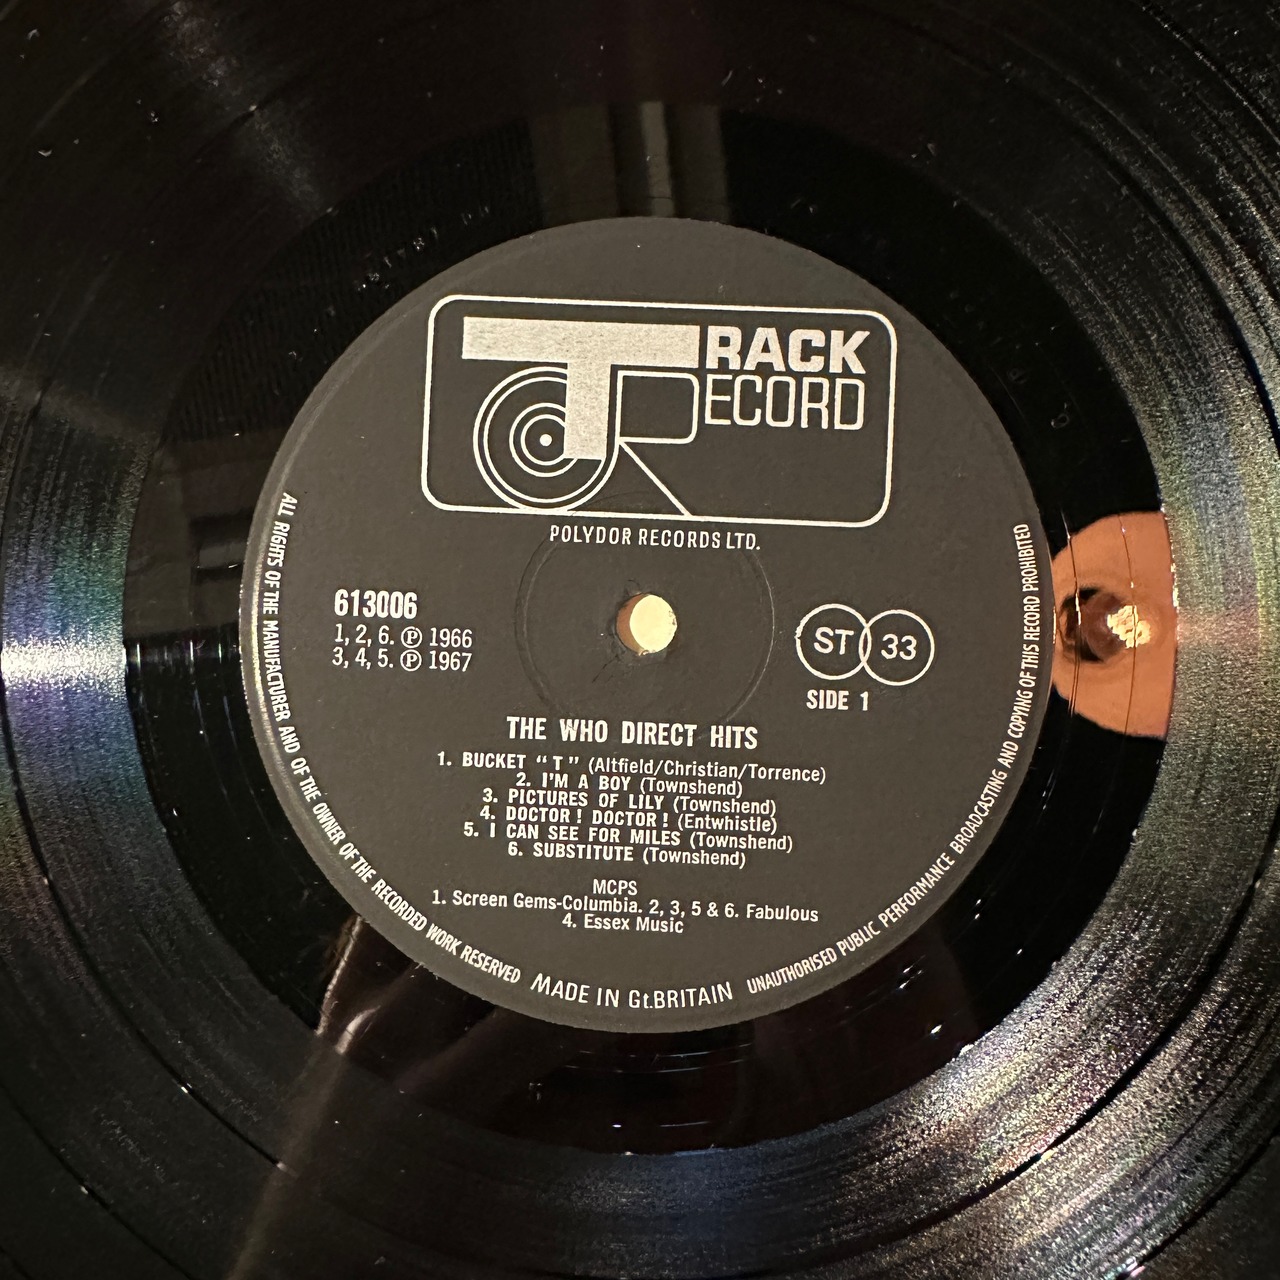 TRACK
RECORD
POLYDOR RECORDS LTD.
613006
1, 2, 6. ℗ 1966
3, 4, 5. ℗ 1967
ST 33
SIDE 1
THE WHO DIRECT HITS
1. BUCKET “T” (Altfield/Christian/Torrence)
2. I'M A BOY (Townshend)
3. PICTURES OF LILY (Townshend)
4. DOCTOR! DOCTOR! (Entwhistle)
5. I CAN SEE FOR MILES (Townshend)
6. SUBSTITUTE (Townshend)
MCPS
1. Screen Gems-Columbia. 2, 3, 5 & 6. Fabulous
4. Essex Music
ALL RIGHTS OF THE MANUFACTURER AND OF THE OWNER OF THE RECORDED WORK RESERVED
MADE IN Gt.BRITAIN
UNAUTHORISED PUBLIC PERFORMANCE BROADCASTING AND COPYING OF THIS RECORD PROHIBITED